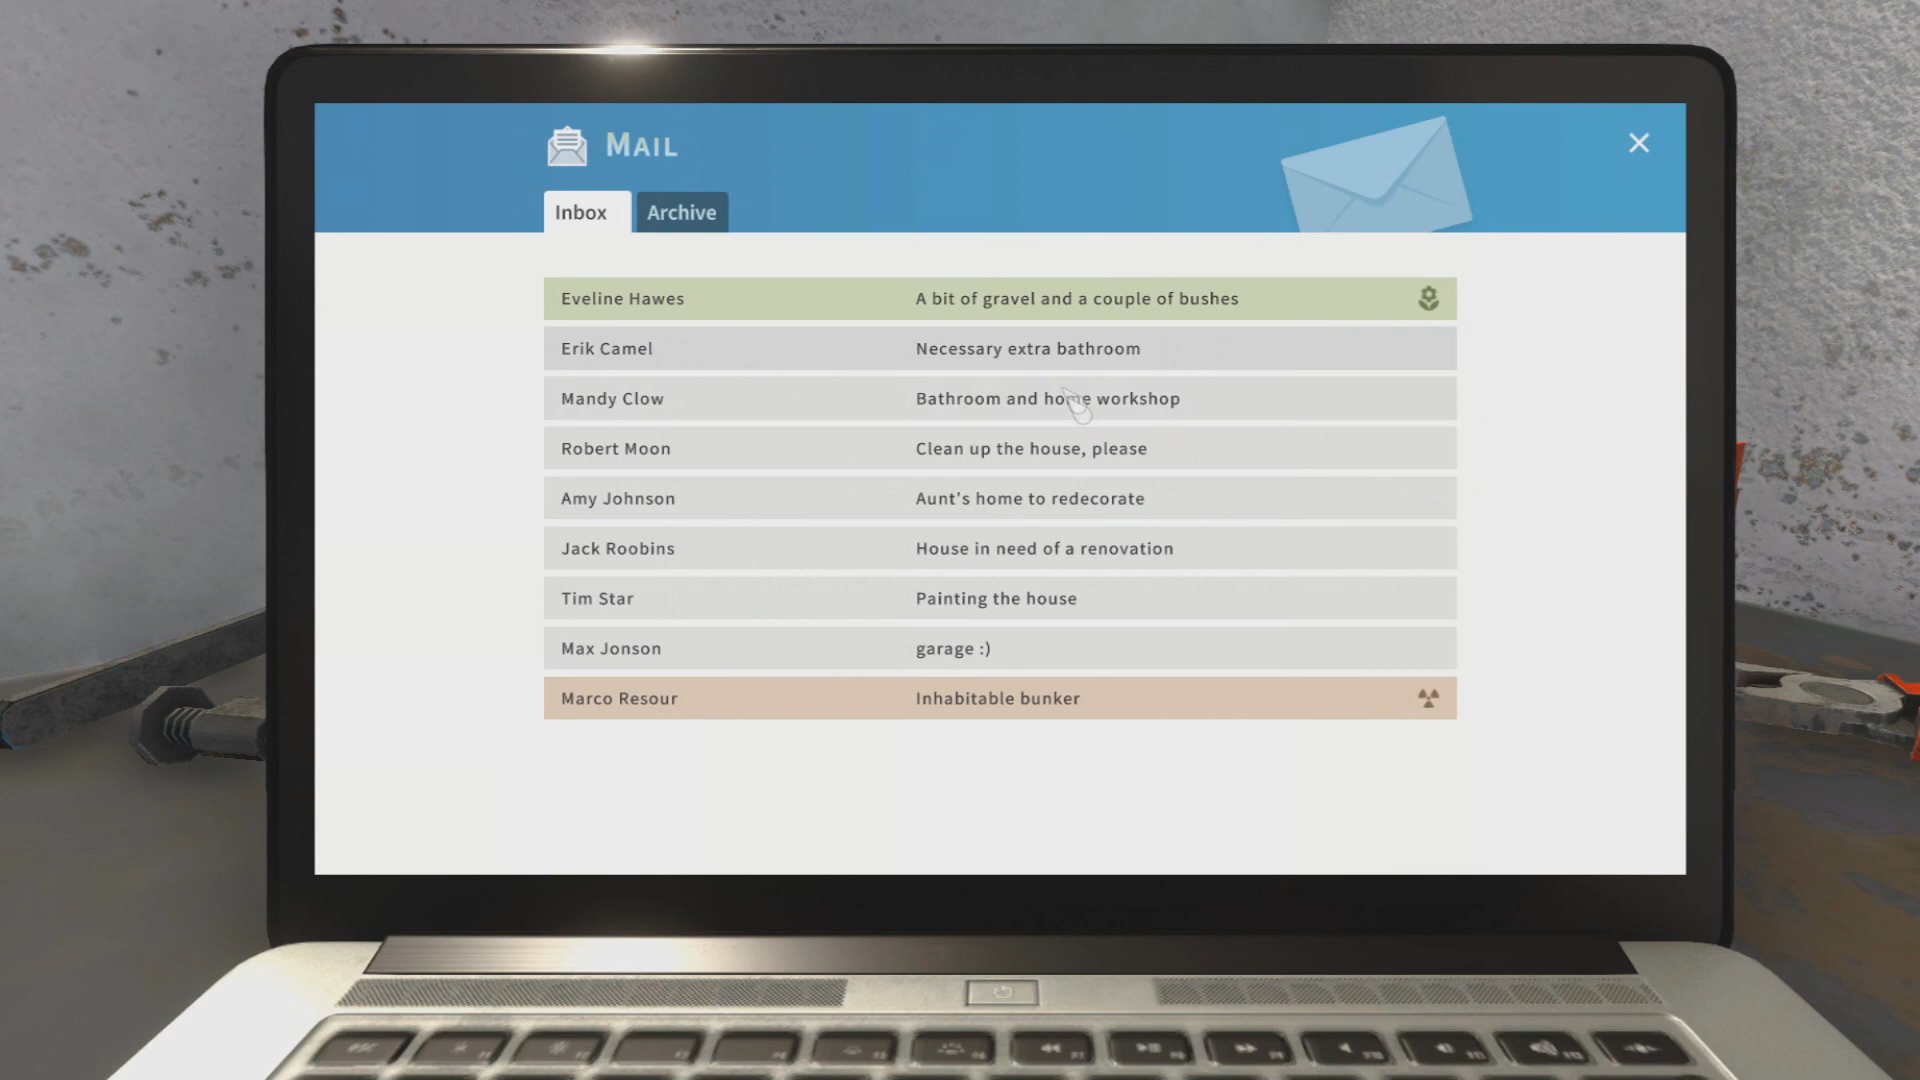 MAIL
Inbox Archive
Eveline Hawes A bit of gravel and a couple of bushes
Erik Camel Necessary extra bathroom
Mandy Clow Bathroom and home workshop
Robert Moon Clean up the house, please
Amy Johnson Aunt's home to redecorate
Jack Roobins House in need of a renovation
Tim Star Painting the house
Max Jonson garage :)
Marco Resour Inhabitable bunker
esc